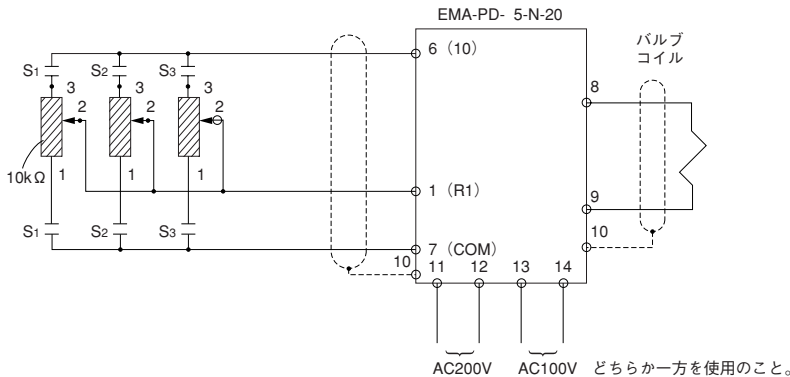 EMA-PD- 5-N-20
バルブ
コイル
6 (10)
8
S1
S2
S3
3
3
3
2
2
2
10kΩ
1
1
1
1 (R1)
9
S1
S2
S3
7 (COM)
10
10
11
12
13
14
AC200V
AC100V
どちらか一方を使用のこと。